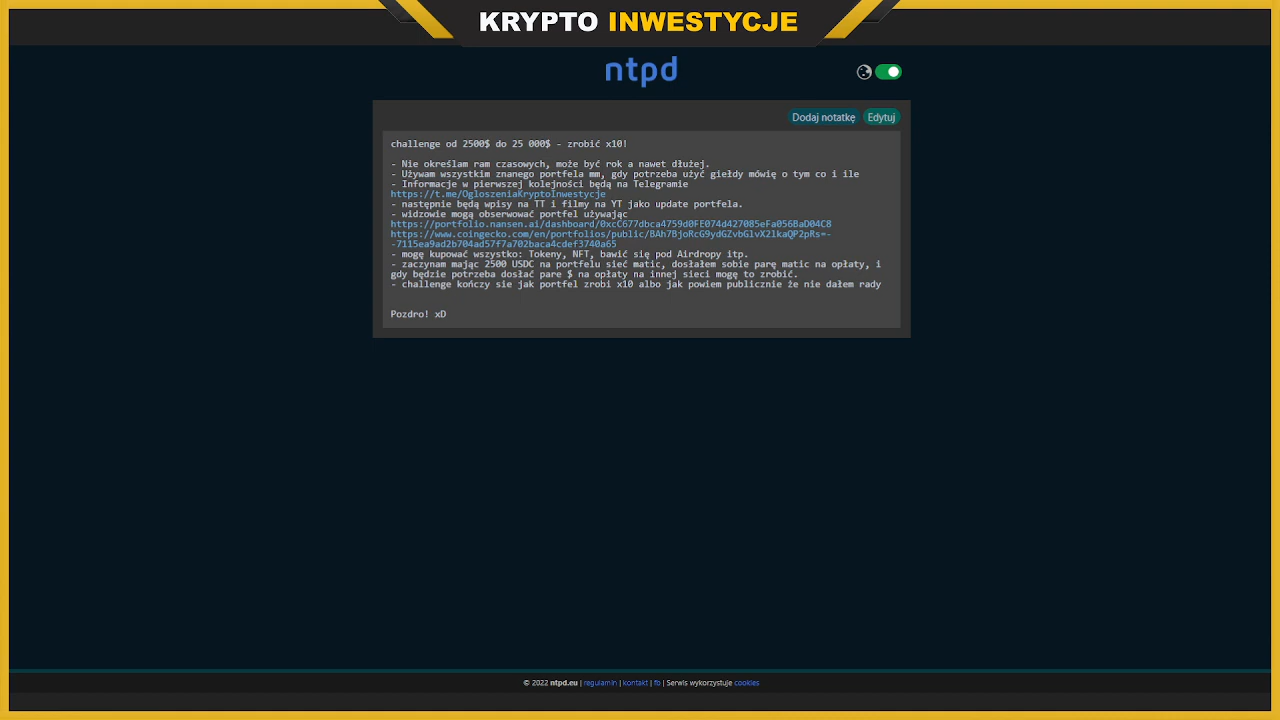 KRYPTO INWESTYCJE
ntpd
Dodaj notatkę Edytuj
challenge od 2500$ do 25 000$ - zrobić x10!
- Nie określam ram czasowych, może być rok a nawet dłużej.
- Używam wszystkim znanego portfela mm, gdy potrzeba użyć giełdy mówię o tym co i ile
- Informacje w pierwszej kolejności będą na Telegramie
https://t.me/OgloszeniaKryptoInwestycje
- następnie będą wpisy na TT i filmy na YT jako update portfela.
- widzowie mogą obserwować portfel używając
https://portfolio.nansen.ai/dashboard/0xcC677dbca4759d0FE074d427085eFa056BaD04C8
https://www.coingecko.com/en/portfolios/public/BAh7BjoRcG9ydGZvbGlvX2lkaQP2pRs=-
-7115ea9ad2b704ad57f7a702baca4cdef3740a65
- mogę kupować wszystko: Tokeny, NFT, bawić się pod Airdropy itp.
- zaczynam mając 2500 USDC na portfelu sieć matic, dosłałem sobie parę matic na opłaty, i
gdy będzie potrzeba dosłać pare $ na opłaty na innej sieci mogę to zrobić.
- challenge kończy sie jak portfel zrobi x10 albo jak powiem publicznie że nie dałem rady
Pozdro! xD
© 2022 ntpd.eu | regulamin | kontakt | fb | Serwis wykorzystuje cookies